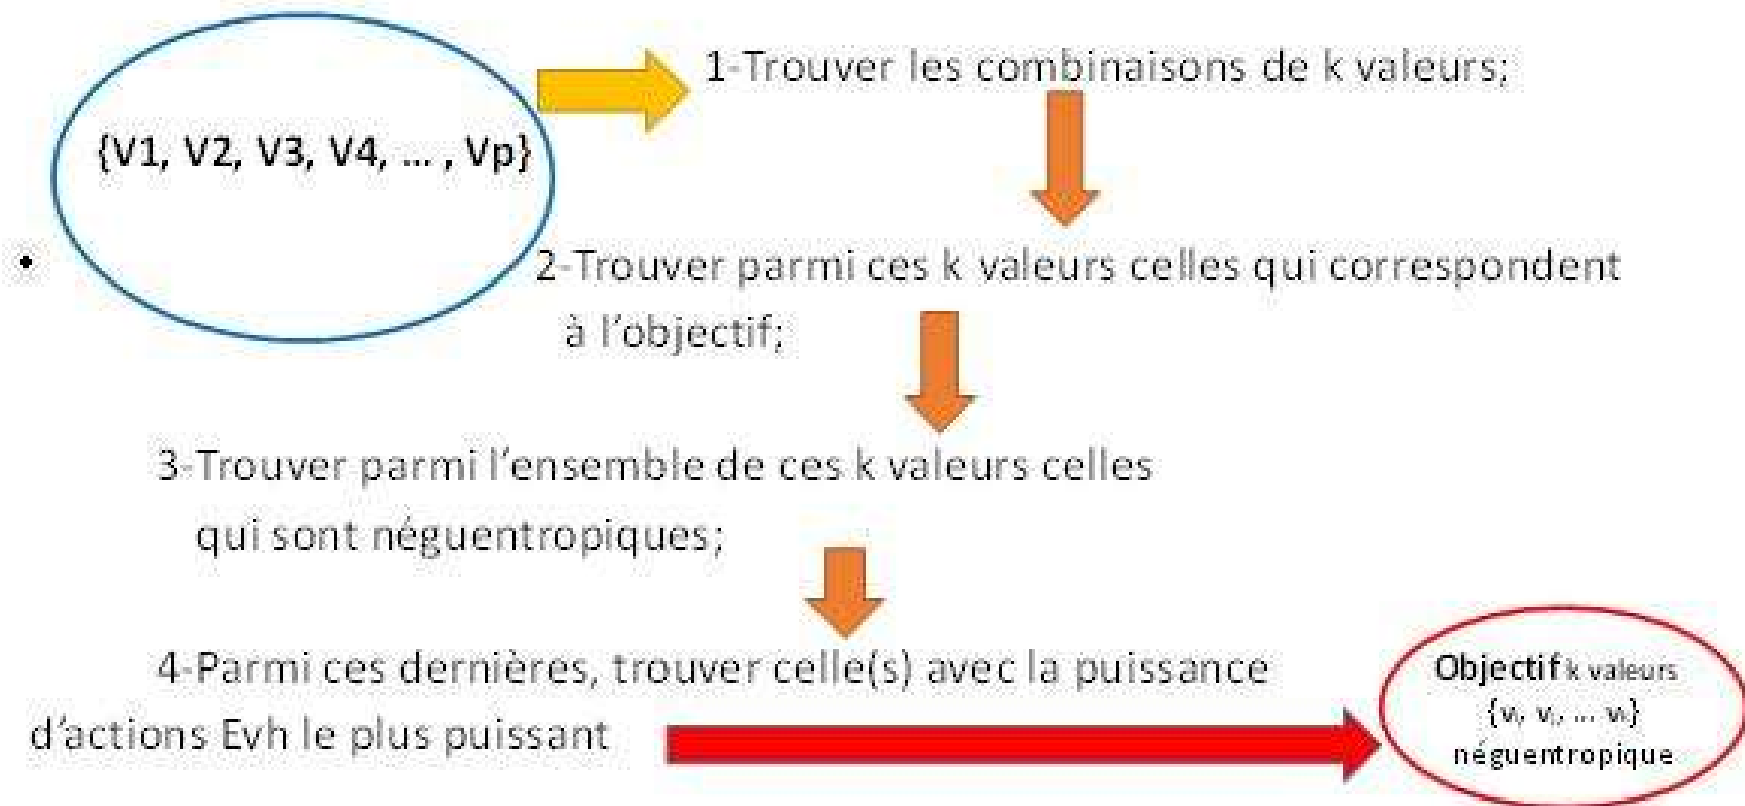 1-Trouver les combinaisons de k valeurs;
{V1, V2, V3, V4, ... , Vp}
• 2-Trouver parmi ces k valeurs celles qui correspondent
à l'objectif;
3-Trouver parmi l'ensemble de ces k valeurs celles
qui sont néguentropiques;
4-Parmi ces dernières, trouver celle(s) avec la puissance
d'actions Evh le plus puissant
Objectif k valeurs
néguentropique